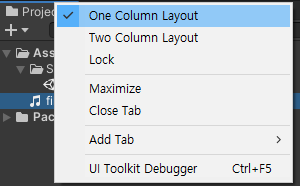 Projec
One Column Layout
Two Column Layout
Lock
Maximize
Close Tab
Add Tab
UI Toolkit Debugger Ctrl+F5
Ass
S
fi
Pac